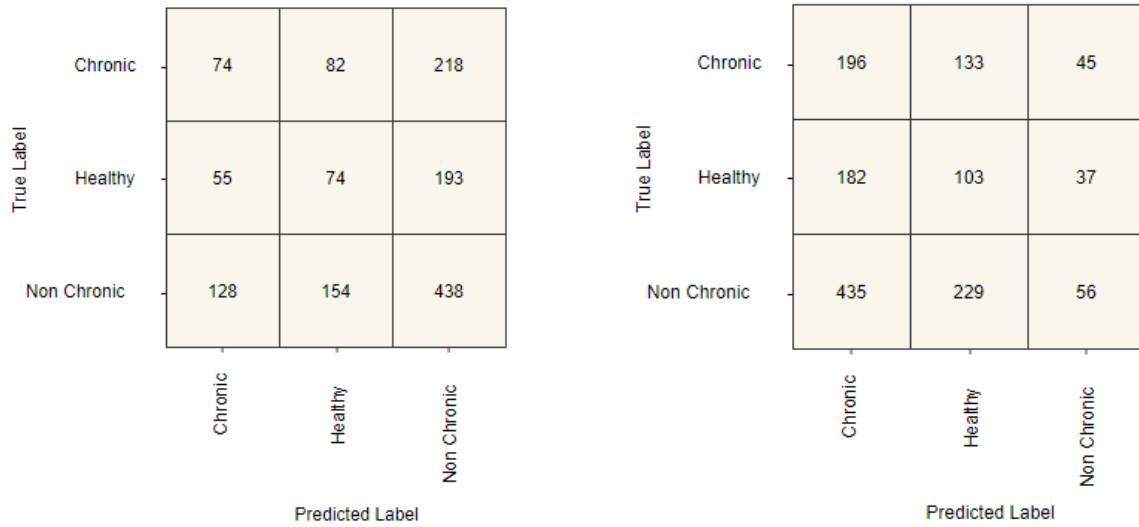 Chronic 74 82 218
Healthy 55 74 193
Non Chronic 128 154 438
True Label
Chronic
Healthy
Non Chronic
Predicted Label
Chronic 196 133 45
Healthy 182 103 37
Non Chronic 435 229 56
True Label
Chronic
Healthy
Non Chronic
Predicted Label